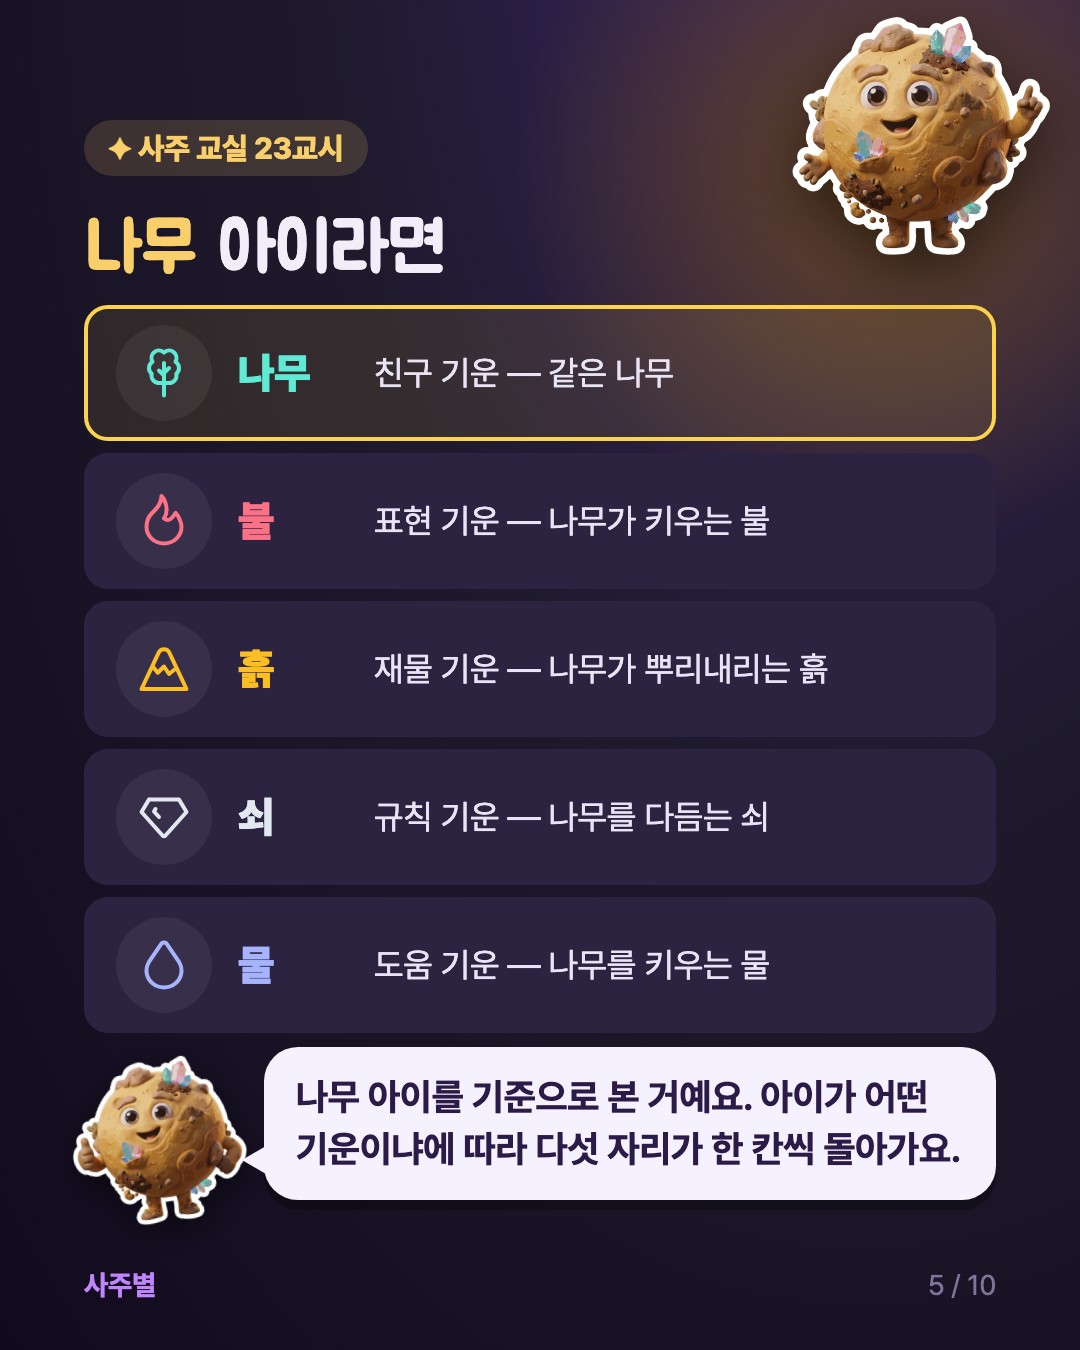 ✦ 사주 교실 23교시
나무 아이라면
나무 친구 기운 — 같은 나무
불 표현 기운 — 나무가 키우는 불
흙 재물 기운 — 나무가 뿌리내리는 흙
쇠 규칙 기운 — 나무를 다듬는 쇠
물 도움 기운 — 나무를 키우는 물
나무 아이를 기준으로 본 거예요. 아이가 어떤
기운이냐에 따라 다섯 자리가 한 칸씩 돌아가요.
사주별 5 / 10